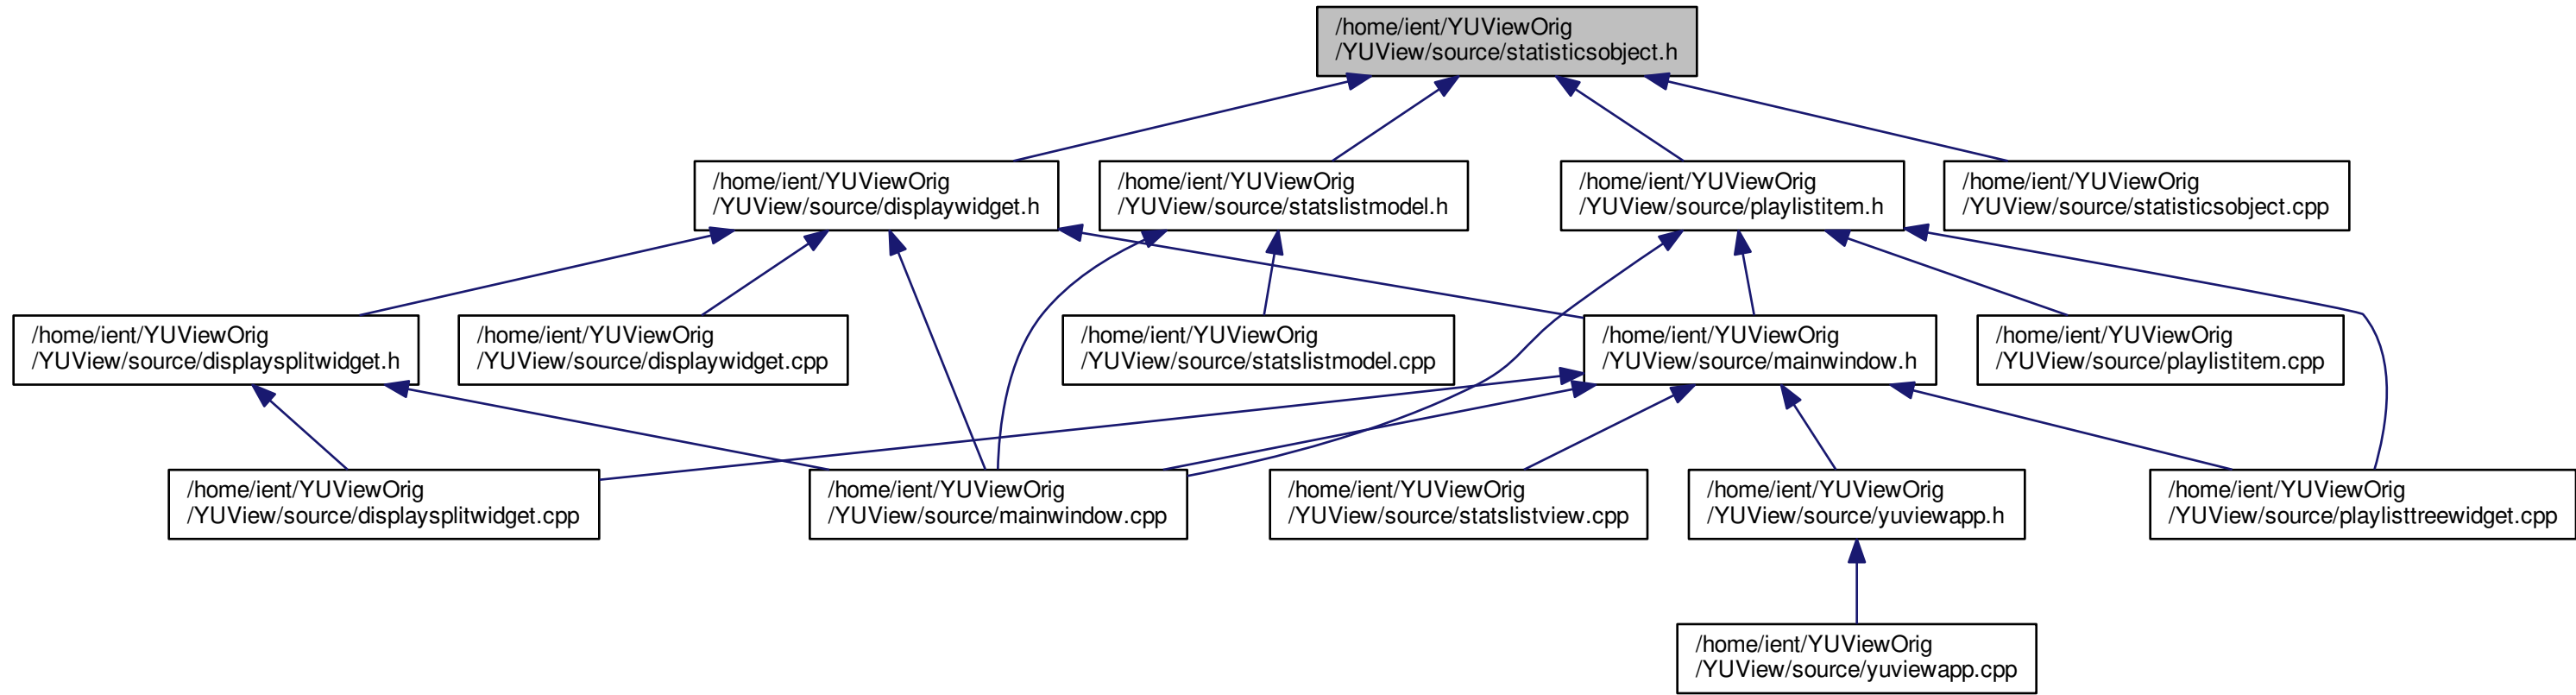 /home/ient/YUViewOrig
/YUView/source/statisticsobject.h
/home/ient/YUViewOrig
/YUView/source/displaywidget.h
/home/ient/YUViewOrig
/YUView/source/statslistmodel.h
/home/ient/YUViewOrig
/YUView/source/playlistitem.h
/home/ient/YUViewOrig
/YUView/source/statisticsobject.cpp
/home/ient/YUViewOrig
/YUView/source/displaysplitwidget.h
/home/ient/YUViewOrig
/YUView/source/displaywidget.cpp
/home/ient/YUViewOrig
/YUView/source/statslistmodel.cpp
/home/ient/YUViewOrig
/YUView/source/mainwindow.h
/home/ient/YUViewOrig
/YUView/source/playlistitem.cpp
/home/ient/YUViewOrig
/YUView/source/displaysplitwidget.cpp
/home/ient/YUViewOrig
/YUView/source/mainwindow.cpp
/home/ient/YUViewOrig
/YUView/source/statslistview.cpp
/home/ient/YUViewOrig
/YUView/source/yuviewapp.h
/home/ient/YUViewOrig
/YUView/source/playlisttreewidget.cpp
/home/ient/YUViewOrig
/YUView/source/yuviewapp.cpp